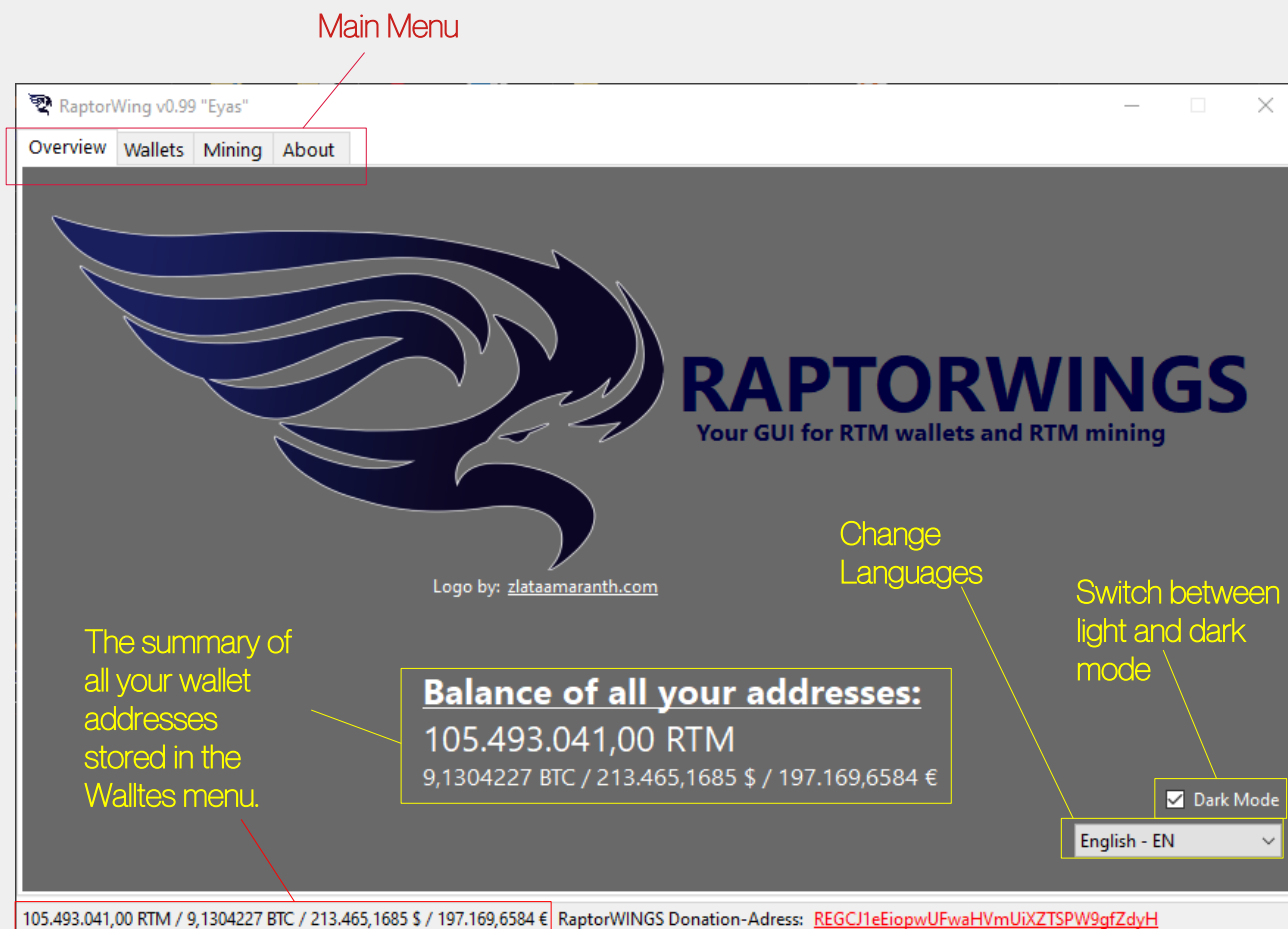 Main Menu
RaptorWing v0.99 "Eyas"
Overview Wallets Mining About
RAPTORWINGS
Your GUI for RTM wallets and RTM mining
Logo by: zlataamaranth.com
Change
Languages
Switch between
light and dark
mode
The summary of
all your wallet
addresses
stored in the
Walltes menu.
Balance of all your addresses:
105.493.041,00 RTM
9,1304227 BTC / 213.465,1685 $ / 197.169,6584 €
Dark Mode
English - EN
105.493.041,00 RTM / 9,1304227 BTC / 213.465,1685 $ / 197.169,6584 € RaptorWINGS Donation-Adress: REGCJ1eEiopwUFwaHVmUiXZTSPW9gfZdyH